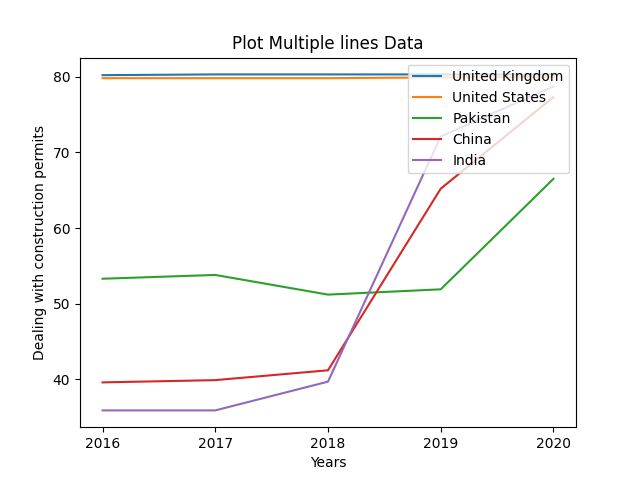 Plot Multiple lines Data
United Kingdom
United States
Pakistan
China
India
Dealing with construction permits
80
70
60
50
40
2016 2017 2018 2019 2020
Years